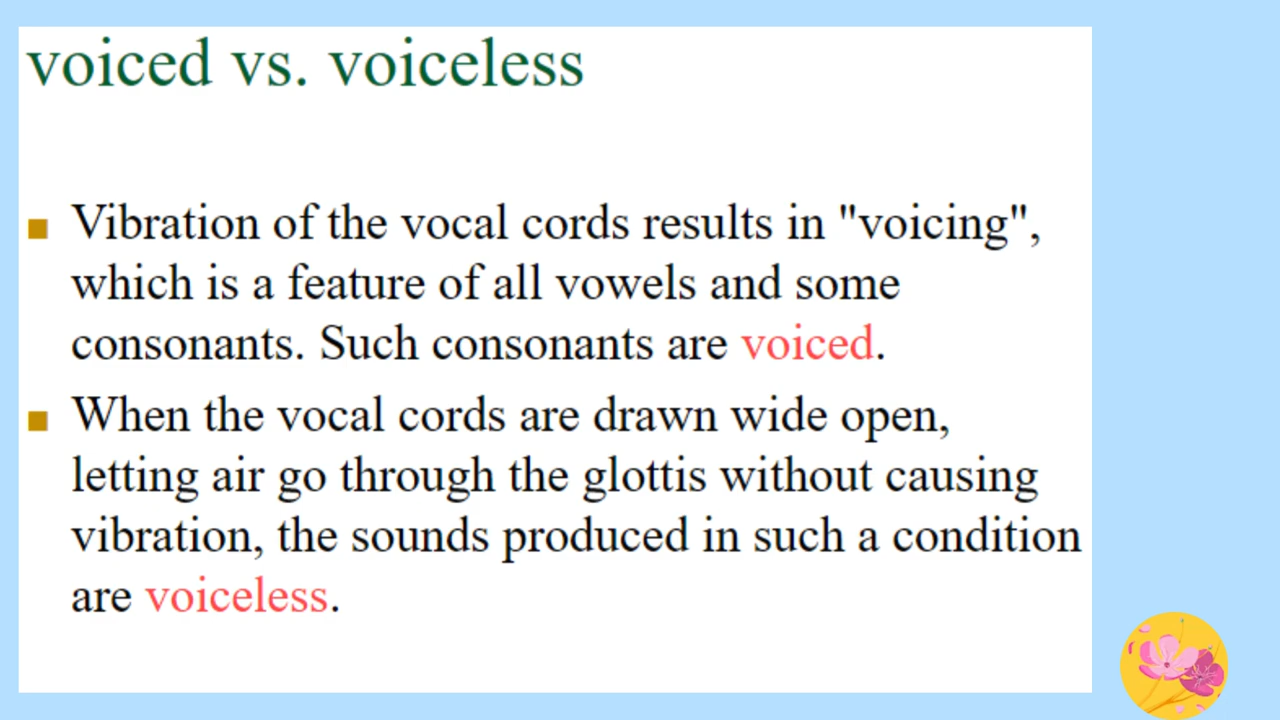 voiced vs. voiceless
Vibration of the vocal cords results in "voicing",
which is a feature of all vowels and some
consonants. Such consonants are voiced.
When the vocal cords are drawn wide open,
letting air go through the glottis without causing
vibration, the sounds produced in such a condition
are voiceless.